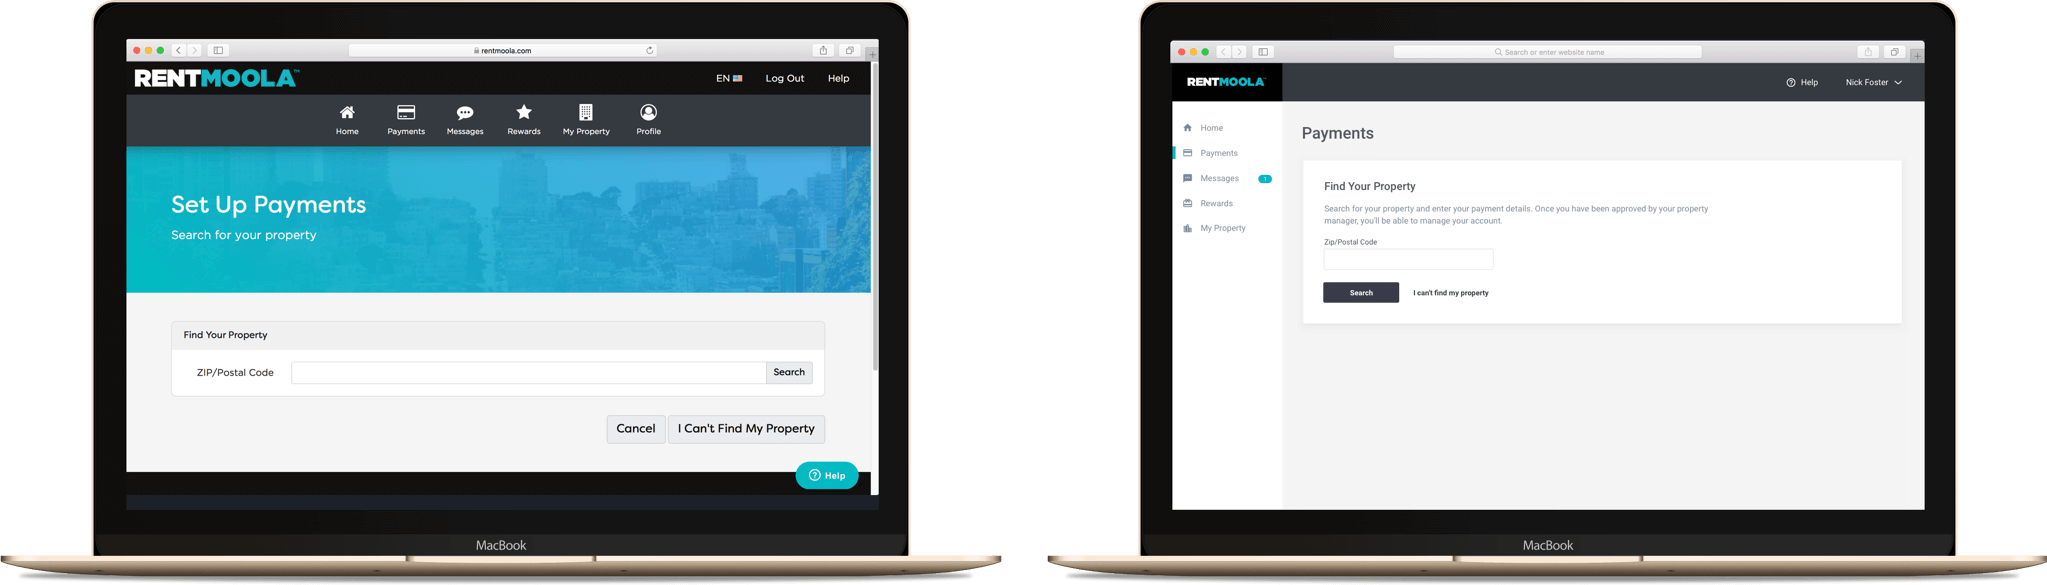 rentmoola.com
RENTMOOLA™
EN
Log Out
Help
Home
Payments
Messages
Rewards
My Property
Profile
Set Up Payments
Search for your property
Find Your Property
ZIP/Postal Code
Search
Cancel
I Can't Find My Property
? Help
MacBook
Search or enter website name
RENTMOOLA™
? Help
Nick Foster
Home
Payments
Messages
1
Rewards
My Property
Payments
Find Your Property
Search for your property and enter your payment details. Once you have been approved by your property
manager, you'll be able to manage your account.
Zip/Postal Code
Search
I can't find my property
MacBook